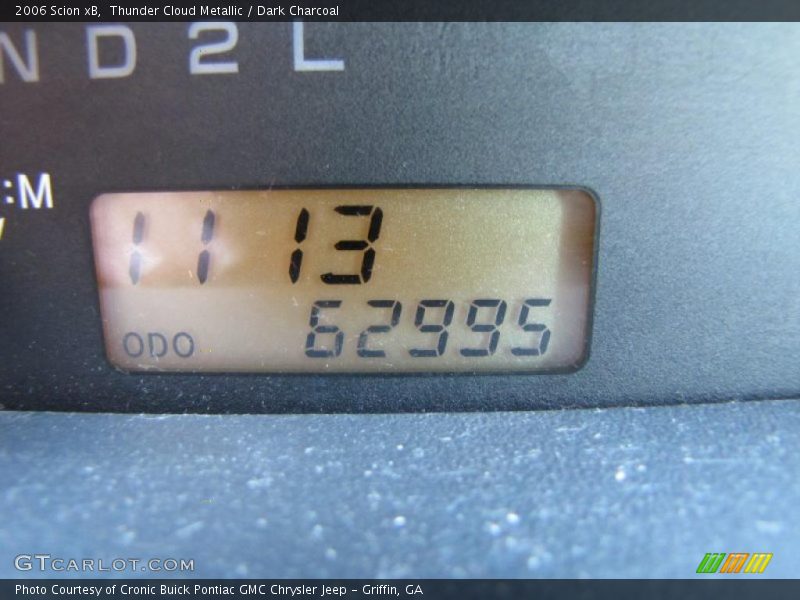 2006 Scion xB,  Thunder Cloud Metallic / Dark Charcoal
N D 2 L
:M
11 13
ODO 62995
GTCARLOT.COM
Photo Courtesy of Cronic Buick Pontiac GMC Chrysler Jeep – Griffin, GA